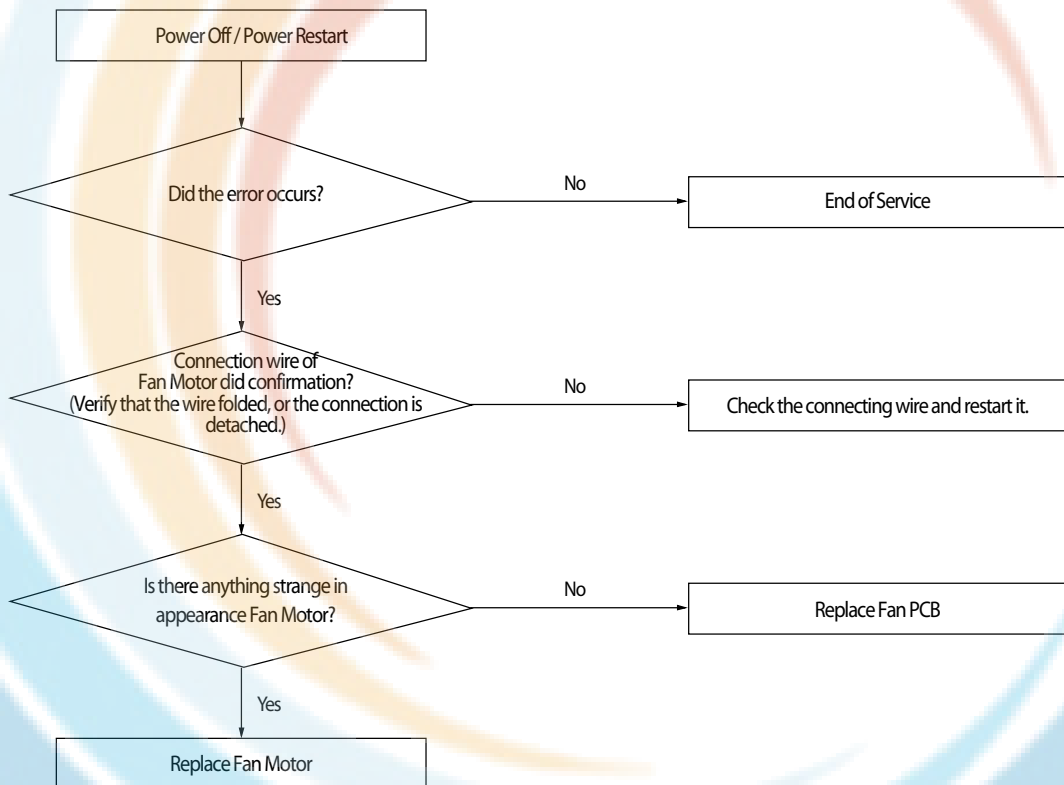 Power Off / Power Restart
Did the error occurs?
No
End of Service
Yes
Connection wire of
Fan Motor did confirmation?
(Verify that the wire folded, or the connection is
detached.)
No
Check the connecting wire and restart it.
Yes
Is there anything strange in
appearance Fan Motor?
No
Replace Fan PCB
Yes
Replace Fan Motor